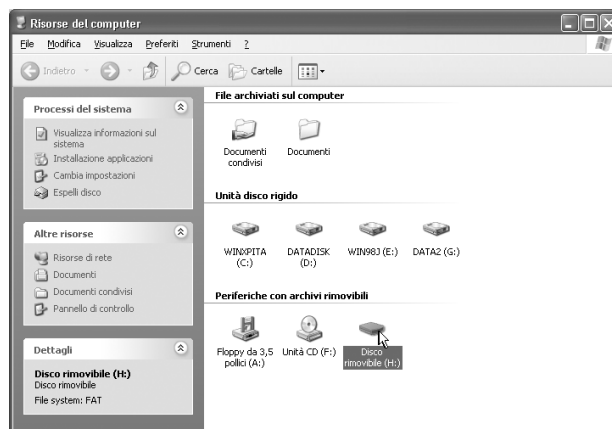 Risorse del computer
File Modifica Visualizza Preferiti Strumenti ?
Indietro Cerca Cartelle
Processi del sistema
Visualizza informazioni sul
sistema
Installazione applicazioni
Cambia impostazioni
Espelli disco
Altre risorse
Risorse di rete
Documenti
Documenti condivisi
Pannello di controllo
Dettagli
Disco rimovibile (H:)
Disco rimovibile
File system: FAT
File archiviati sul computer
Documenti
condivisi
Documenti
Unità disco rigido
WINXPITA
(C:)
DATADISK
(D:)
WIN98J (E:)
DATA2 (G:)
Periferiche con archivi rimovibili
Floppy da 3,5
pollici (A:)
Unità CD (F:)
Disco
rimovibile (H:)